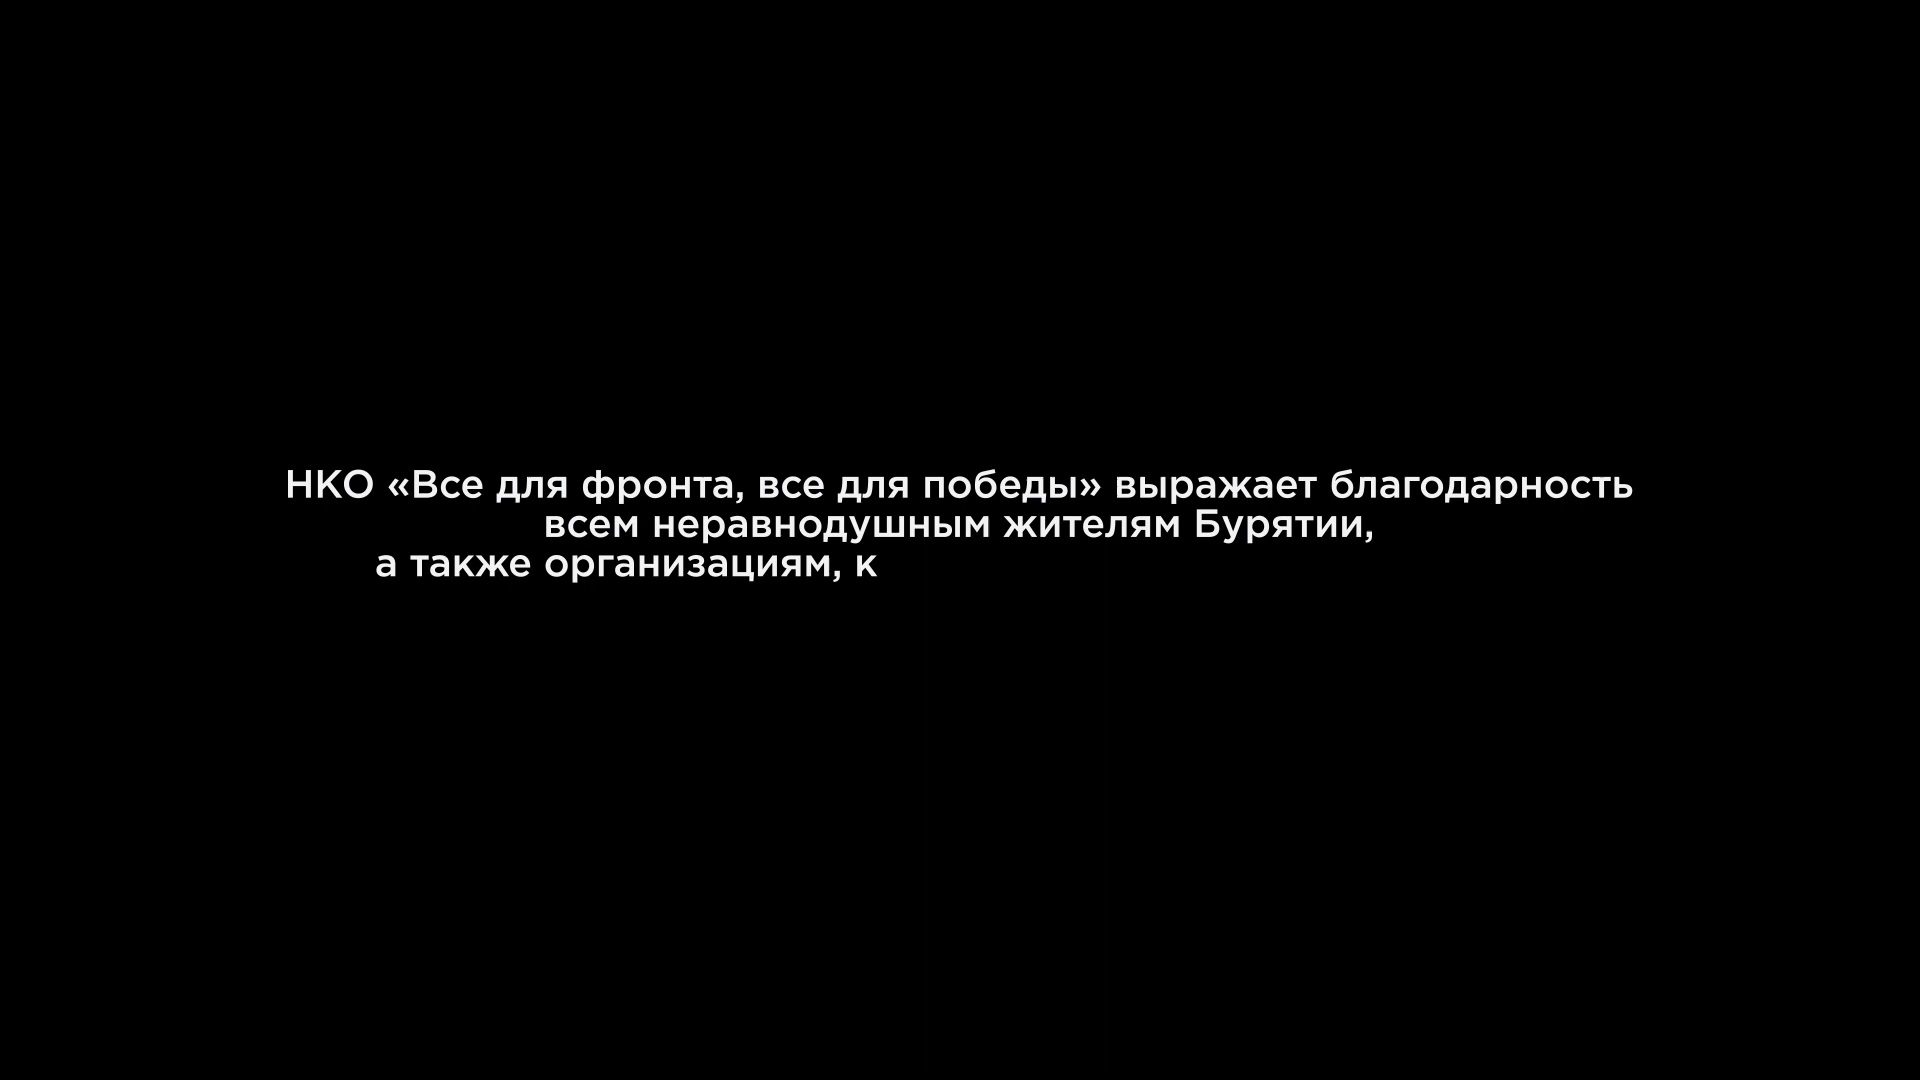 НКО «Все для фронта, все для победы» выражает благодарность
всем неравнодушным жителям Бурятии,
а также организациям, к